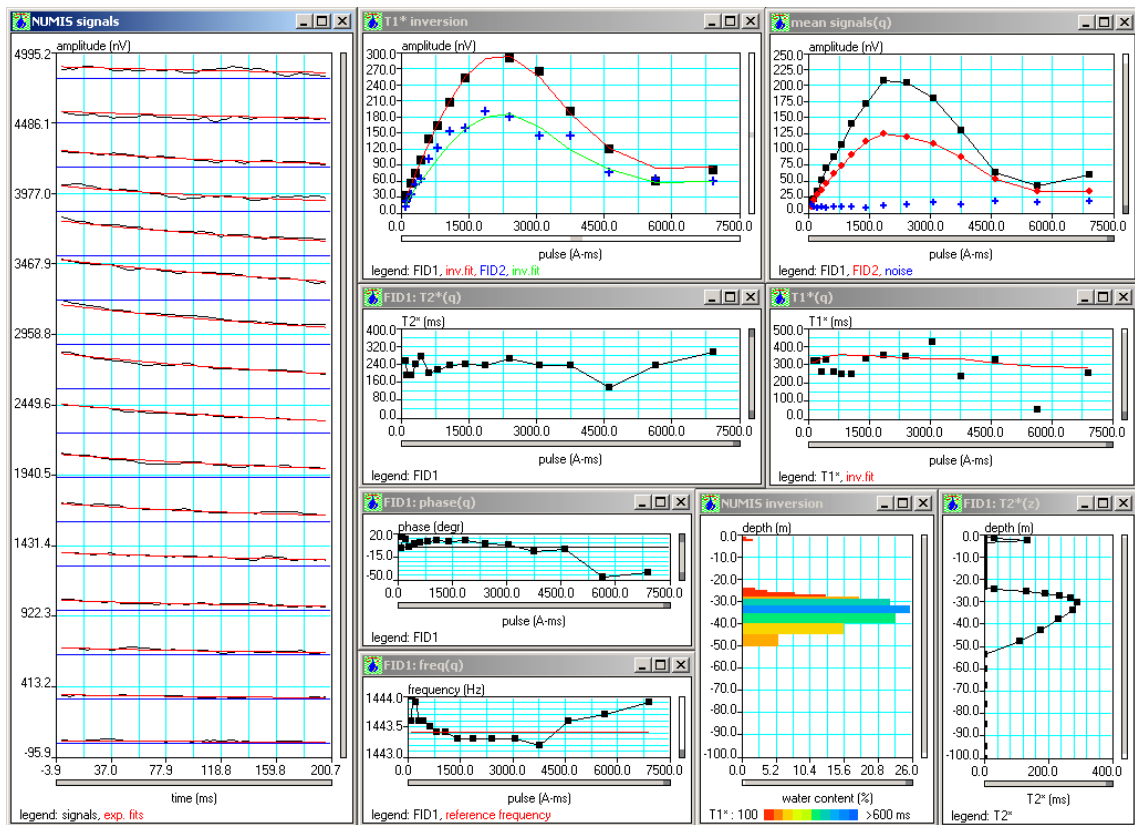 NUMIS signals
amplitude (nV)
4995.2
4486.1
3977.0
3467.9
2958.8
2449.6
1940.5
1431.4
922.3
413.2
-95.9
-3.9 37.0 77.9 118.8 159.8 200.7
time (ms)
legend: signals, exp. fits
T1* inversion
amplitude (nV)
300.0
270.0
240.0
210.0
180.0
150.0
120.0
90.0
60.0
30.0
0.0
0.0 1500.0 3000.0 4500.0 6000.0 7500.0
pulse (A-ms)
legend: FID1, inv.fit, FID2, inv.fit
mean signals(q)
amplitude (nV)
250.0
225.0
200.0
175.0
150.0
125.0
100.0
75.0
50.0
25.0
0.0
0.0 1500.0 3000.0 4500.0 6000.0 7500.0
pulse (A-ms)
legend: FID1, FID2, noise
FID1: T2*(q)
T2* (ms)
400.0
320.0
240.0
160.0
80.0
0.0
0.0 1500.0 3000.0 4500.0 6000.0 7500.0
pulse (A-ms)
legend: FID1
T1*(q)
T1* (ms)
500.0
400.0
300.0
200.0
100.0
0.0
0.0 1500.0 3000.0 4500.0 6000.0 7500.0
pulse (A-ms)
legend: T1*, inv.fit
FID1: phase(q)
phase (degr)
20.0
-15.0
-50.0
0.0 1500.0 3000.0 4500.0 6000.0 7500.0
pulse (A-ms)
legend: FID1
FID1: freq(q)
frequency (Hz)
1444.0
1443.5
1443.0
0.0 1500.0 3000.0 4500.0 6000.0 7500.0
pulse (A-ms)
legend: FID1, reference frequency
NUMIS inversion
depth (m)
0.0
-10.0
-20.0
-30.0
-40.0
-50.0
-60.0
-70.0
-80.0
-90.0
-100.0
0.0 5.2 10.4 15.6 20.8 26.0
water content (%)
T1* : 100 >600 ms
FID1: T2*(z)
depth (m)
0.0
-10.0
-20.0
-30.0
-40.0
-50.0
-60.0
-70.0
-80.0
-90.0
-100.0
0.0 400.0
T2* (ms)
legend: T2*